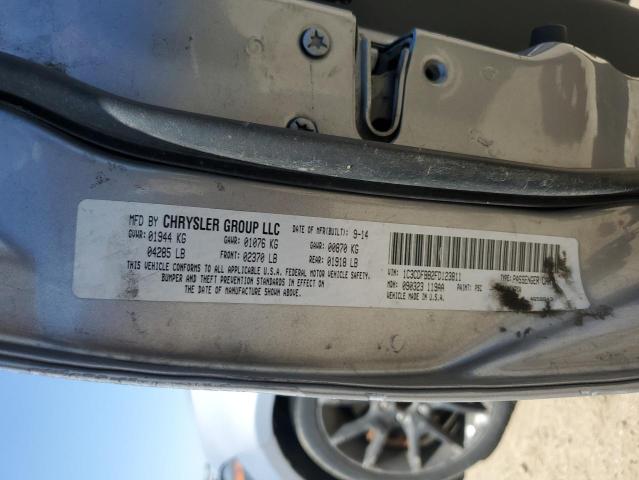 MFD BY CHRYSLER GROUP LLC
DATE OF MFR(BUILT): 9-14
GVWR: 01944 KG GAWR: 01076 KG GAWR: 00870 KG
04285 LB FRONT: 02370 LB REAR: 01918 LB
THIS VEHICLE CONFORMS TO ALL APPLICABLE U.S.A. FEDERAL MOTOR VEHICLE SAFETY,
BUMPER AND THEFT PREVENTION STANDARDS IN EFFECT
ON THE DATE OF MANUFACTURE SHOWN ABOVE.
VIN: 1C3CDFBB2FD123811 TYPE: PASSENGER
MDH: 090323 119AA PAINT: PSC
VEHICLE MADE IN U.S.A.